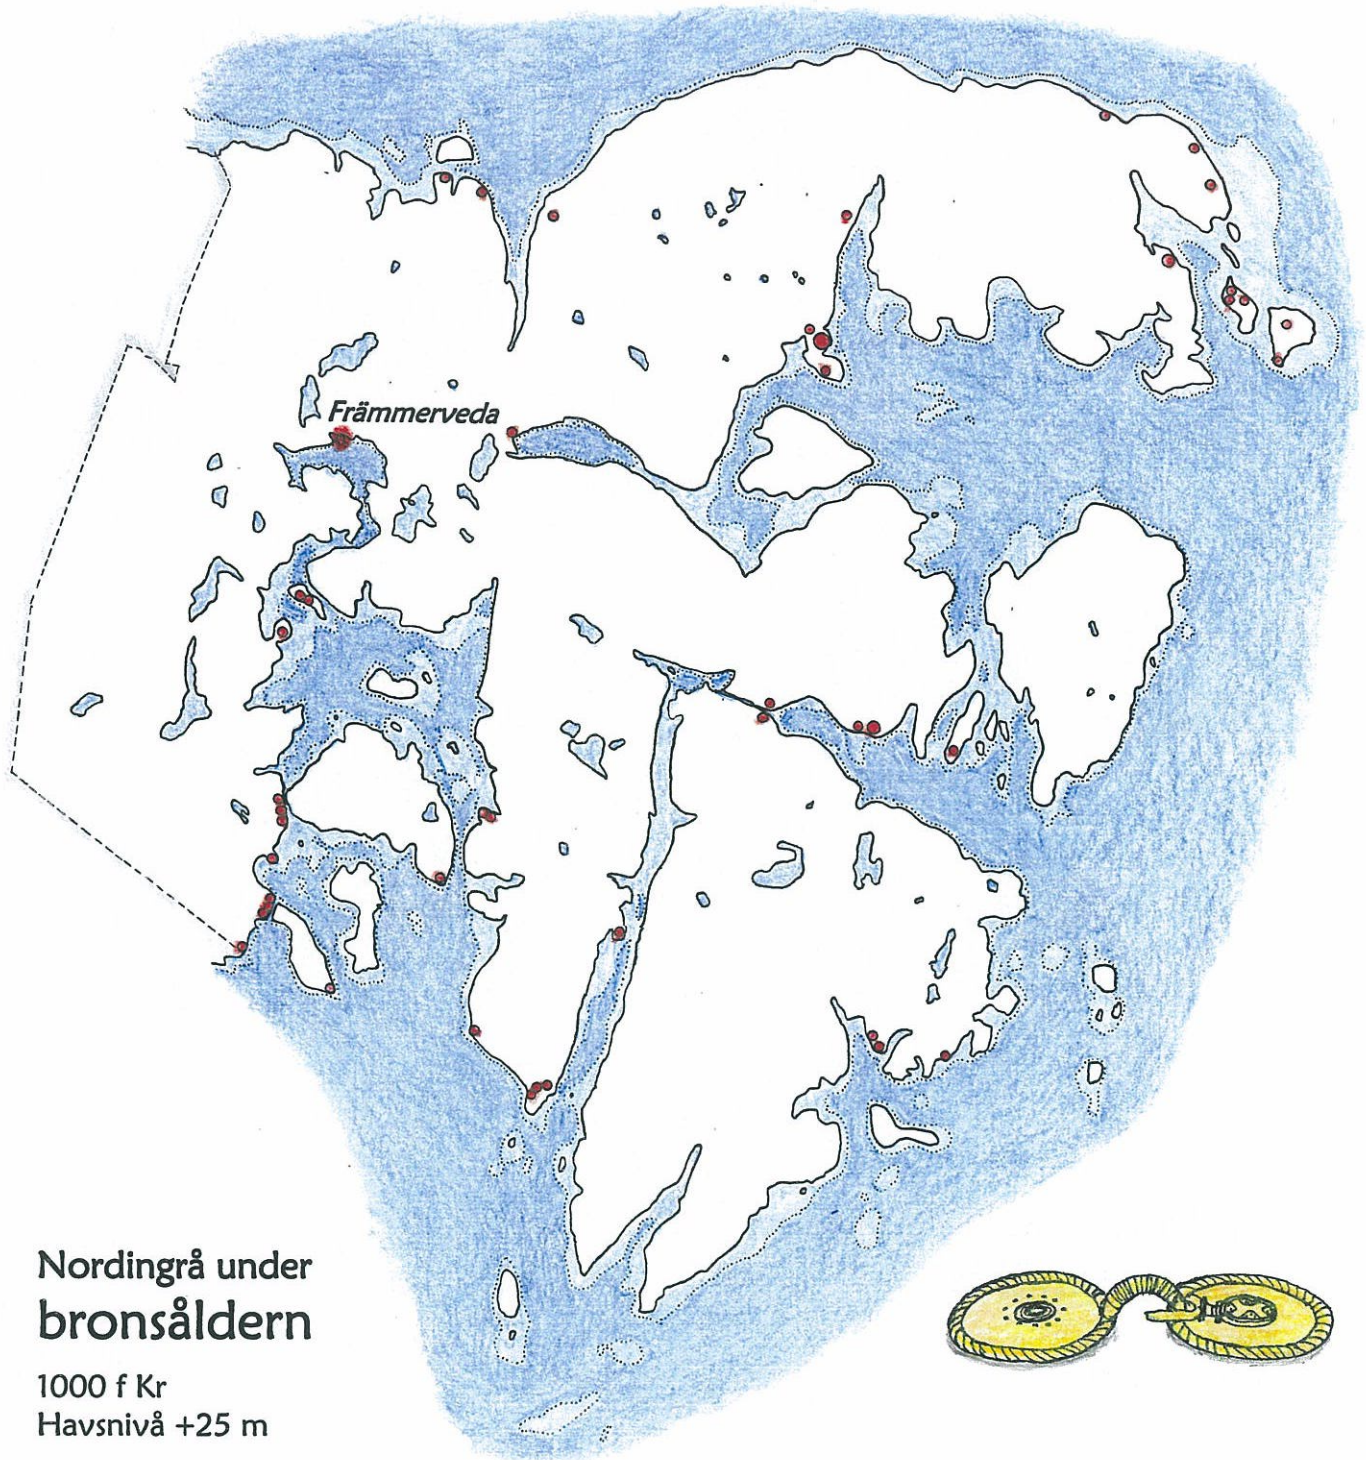 Främmerveda
Nordingrå under
bronsåldern
1000 f Kr
Havsnivå +25 m